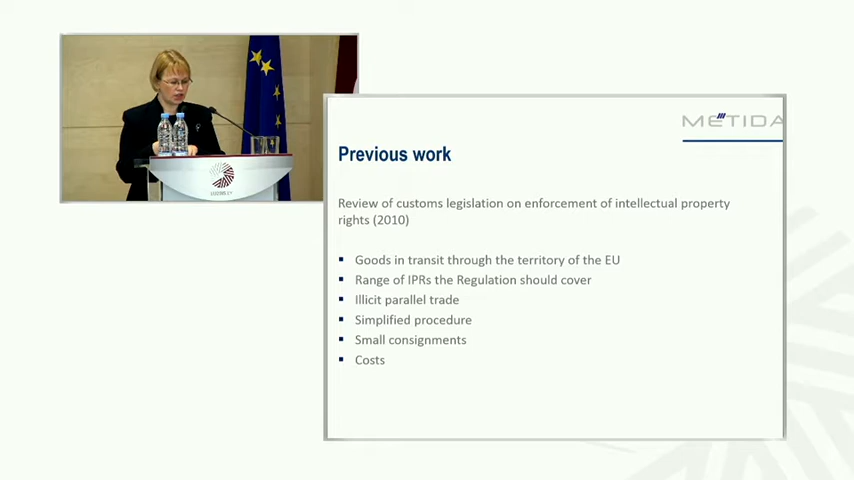 METIDA
Previous work
Review of customs legislation on enforcement of intellectual property
rights (2010)
Goods in transit through the territory of the EU
Range of IPRs the Regulation should cover
Illicit parallel trade
Simplified procedure
Small consignments
Costs